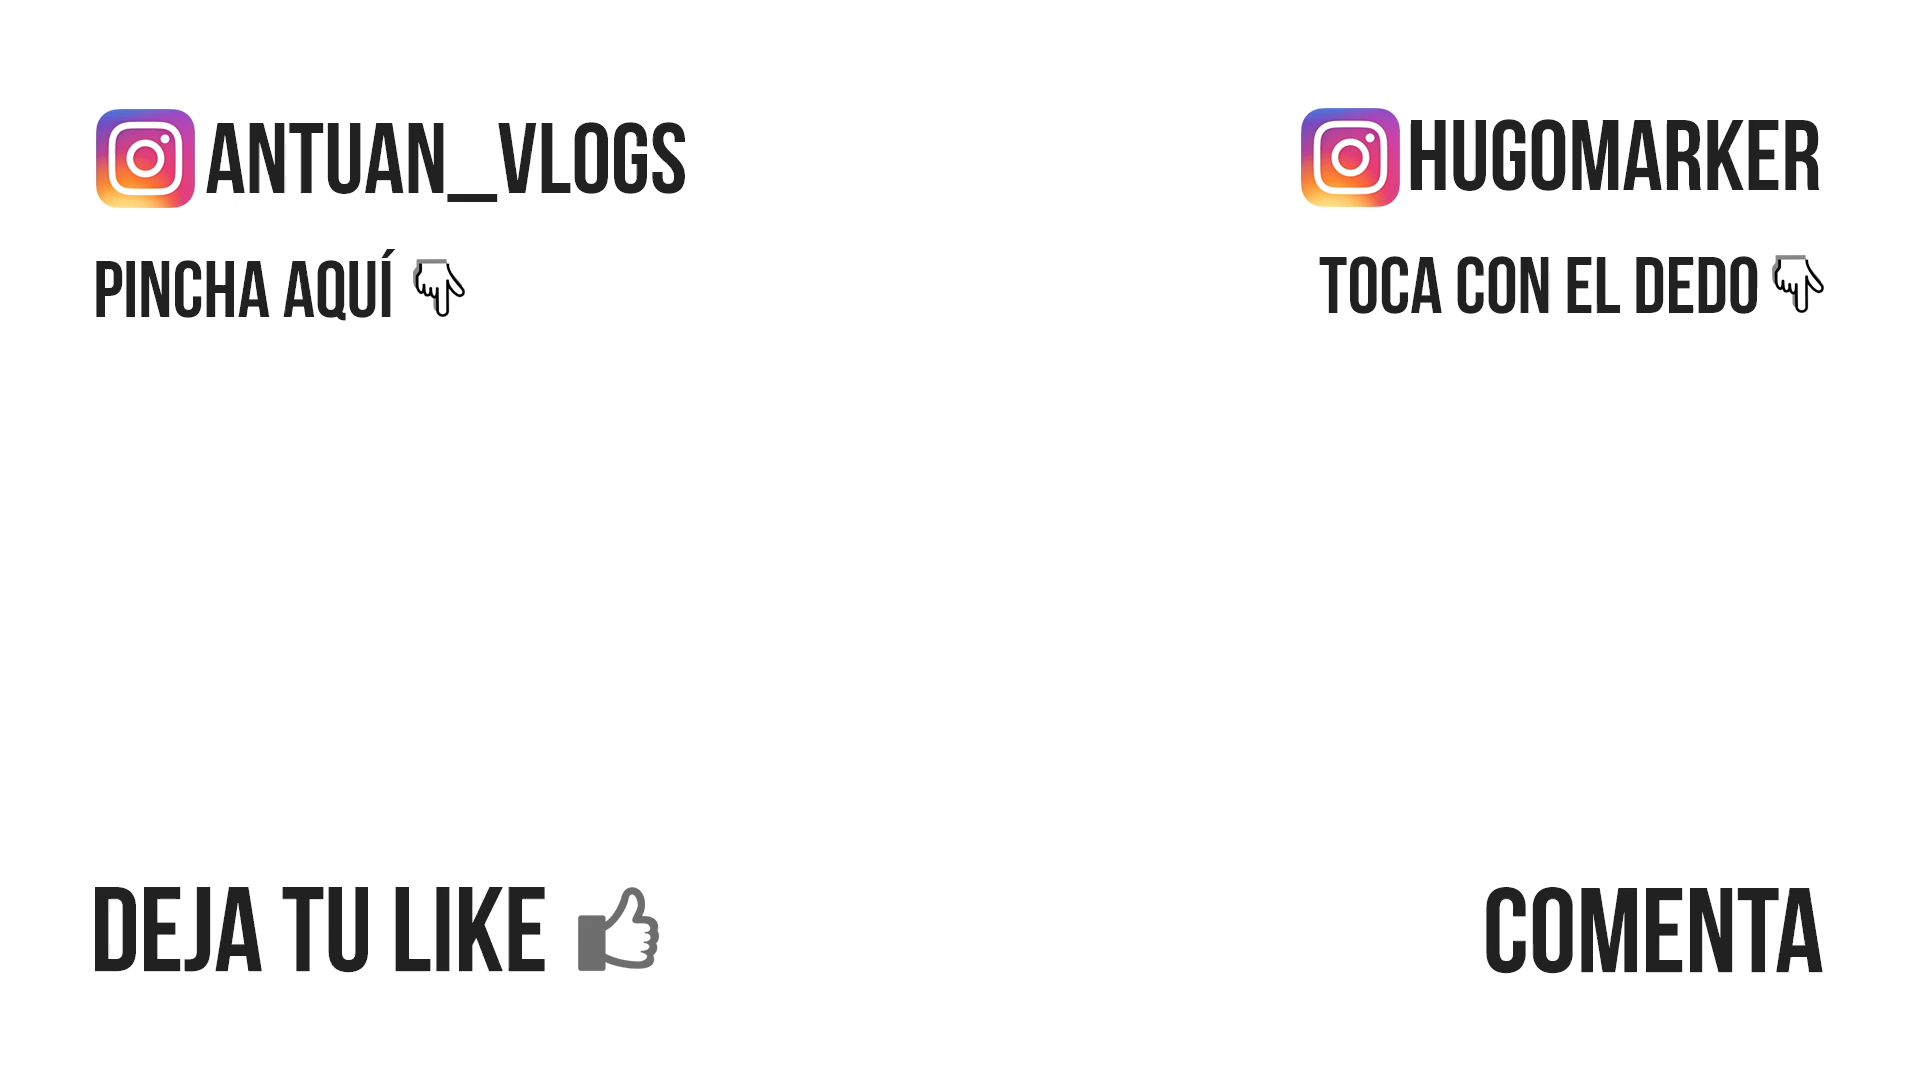 ANTUAN_VLOGS
HUGOMARKER
PINCHA AQUÍ
TOCA CON EL DEDO
DEJA TU LIKE
COMENTA